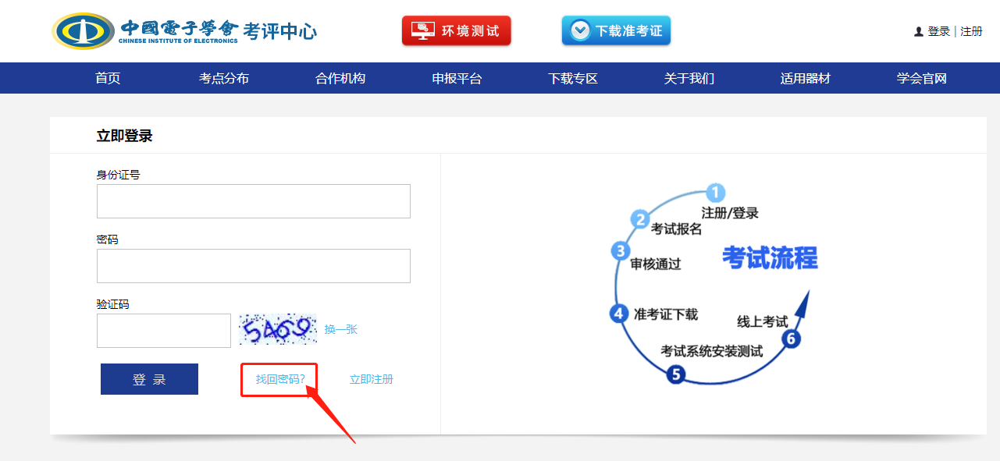 中國電子學會 考评中心
CHINESE INSTITUTE OF ELECTRONICS
环境测试
下载准考证
登录 | 注册
首页 考点分布 合作机构 申报平台 下载专区 关于我们 适用器材 学会官网
立即登录
身份证号
密码
验证码
5469 换一张
登 录 找回密码? 立即注册
1
注册/登录
2
考试报名
3
审核通过
考试流程
4
准考证下载
线上考试
6
考试系统安装测试
5